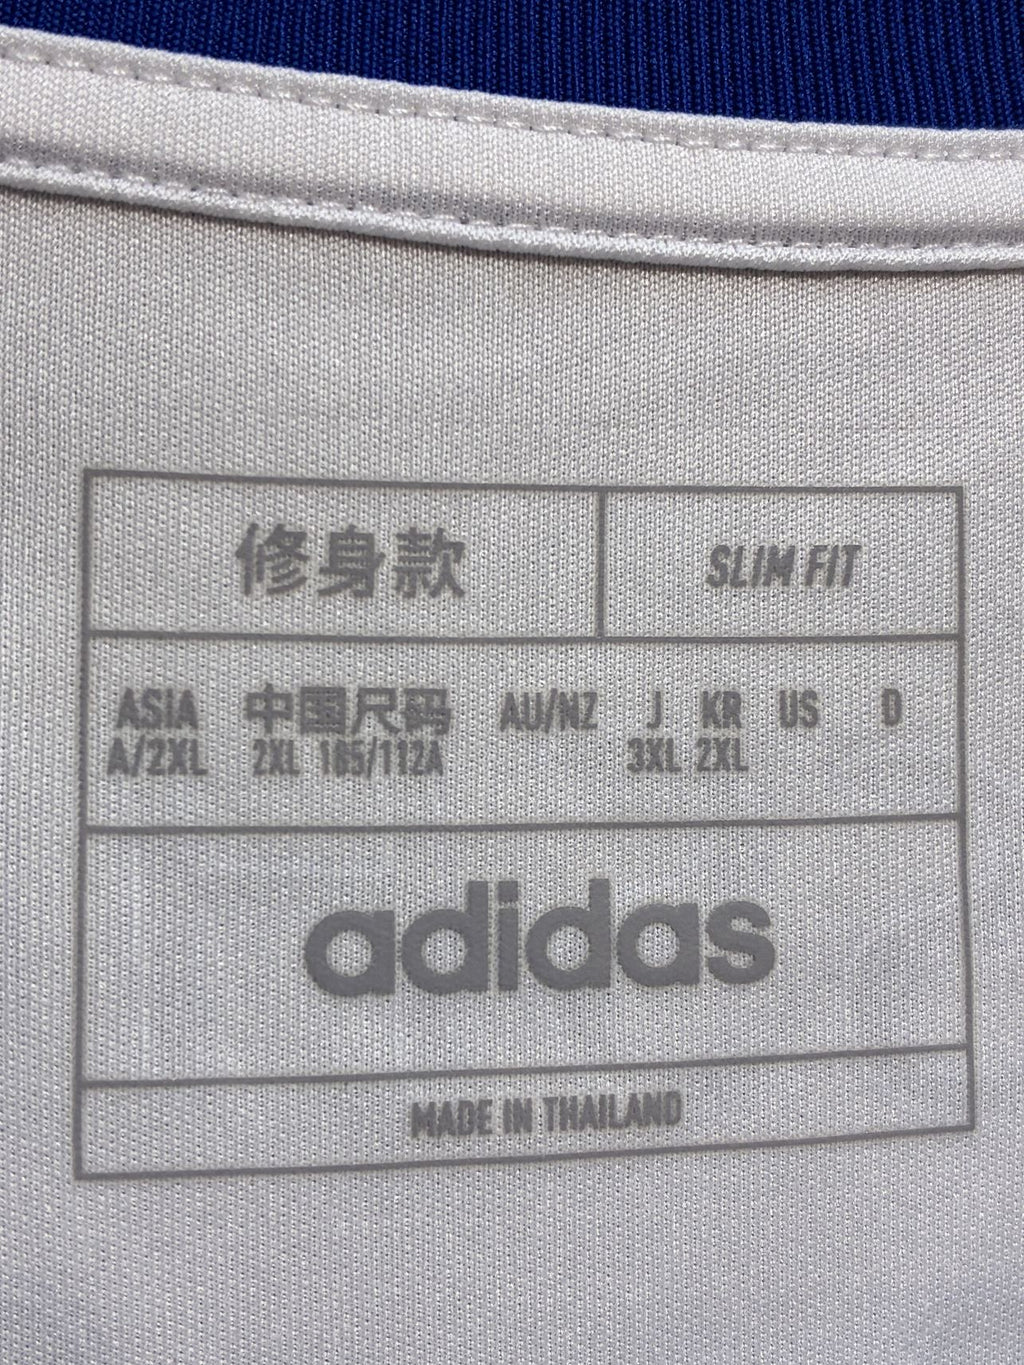 修身款 SLIM FIT
ASIA 中国尺码 AU/NZ J KR US D
A/2XL 2XL 185/112A 3XL 2XL
adidas
MADE IN THAILAND